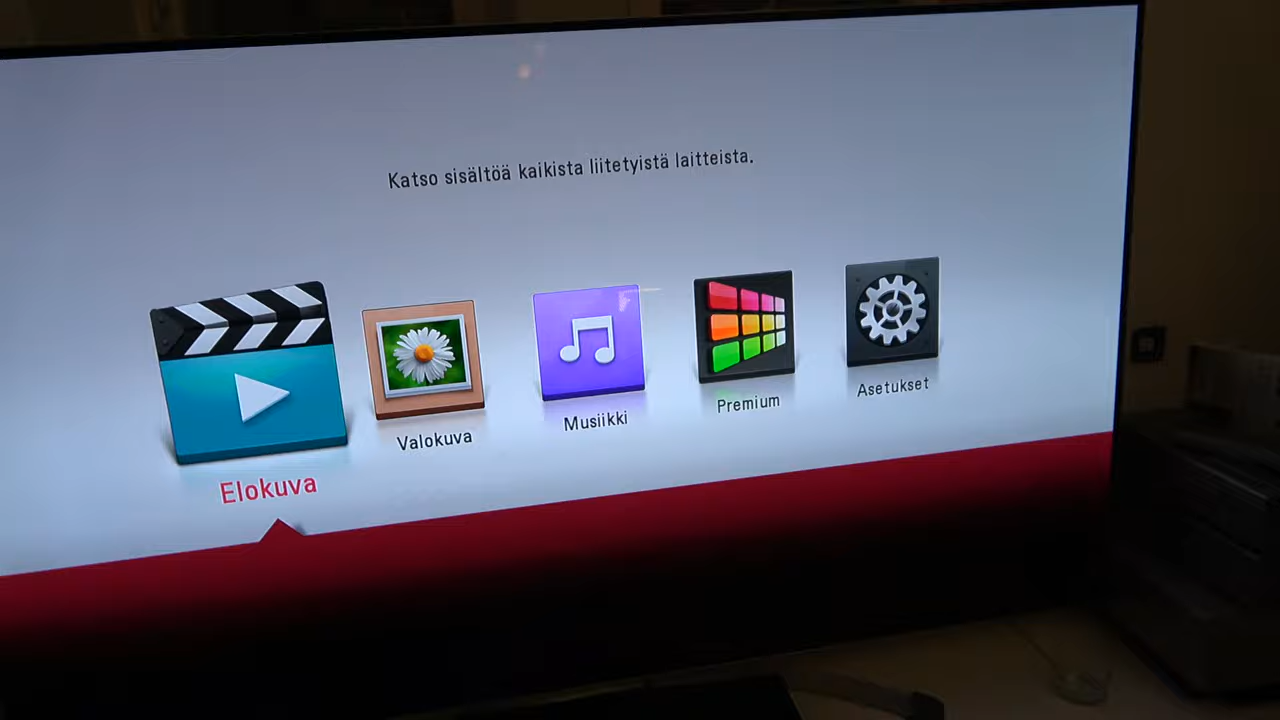 Katso sisältöä kaikista liitetyistä laitteista.
Elokuva
Valokuva
Musiikki
Premium
Asetukset